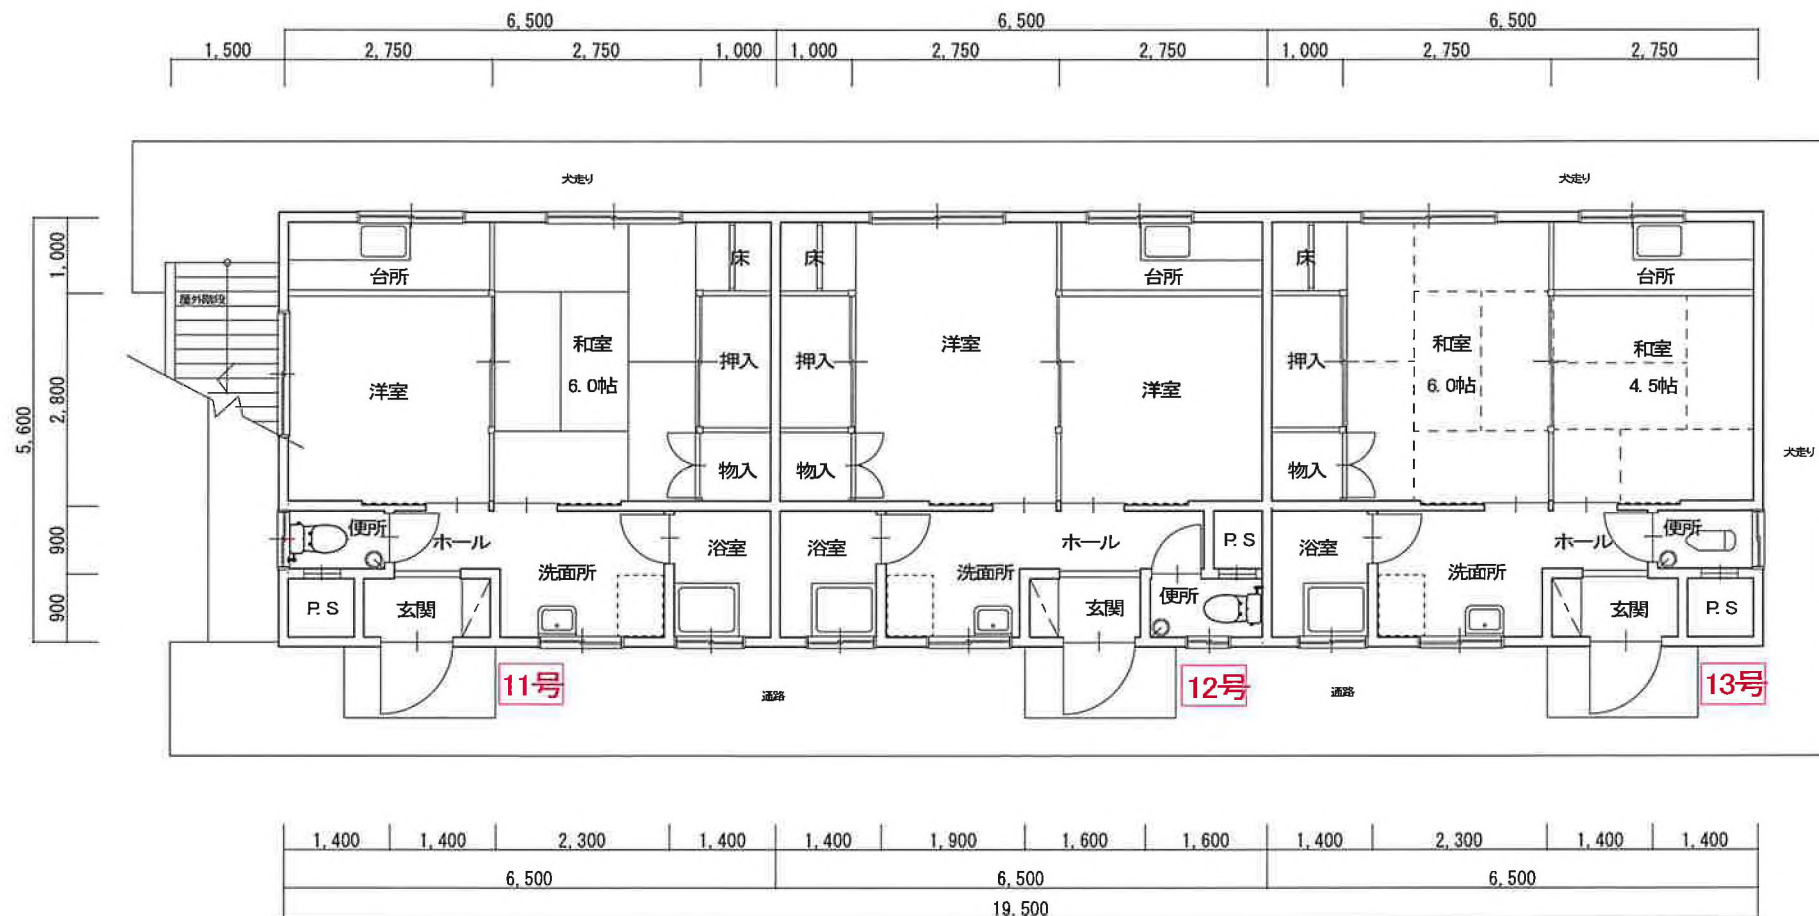 6,500 6,500 6,500
1,500 2,750 2,750 1,000 1,000 2,750 2,750 1,000 2,750 2,750
犬走り 犬走り
1,000
2,800
900
900
5,600
屋外階段
台所
洋室
和室
6.0帖
床
押入
物入
便所
ホール
洗面所
浴室
P.S
玄関
11号
床
押入
物入
洋室
台所
洋室
浴室
洗面所
ホール
P.S
玄関
便所
12号
床
押入
物入
和室
6.0帖
台所
和室
4.5帖
浴室
洗面所
ホール
便所
玄関
P.S
13号
犬走り
通路 通路
1,400 1,400 2,300 1,400 1,400 1,900 1,600 1,600 1,400 2,300 1,400 1,400
6,500 6,500 6,500
19,500